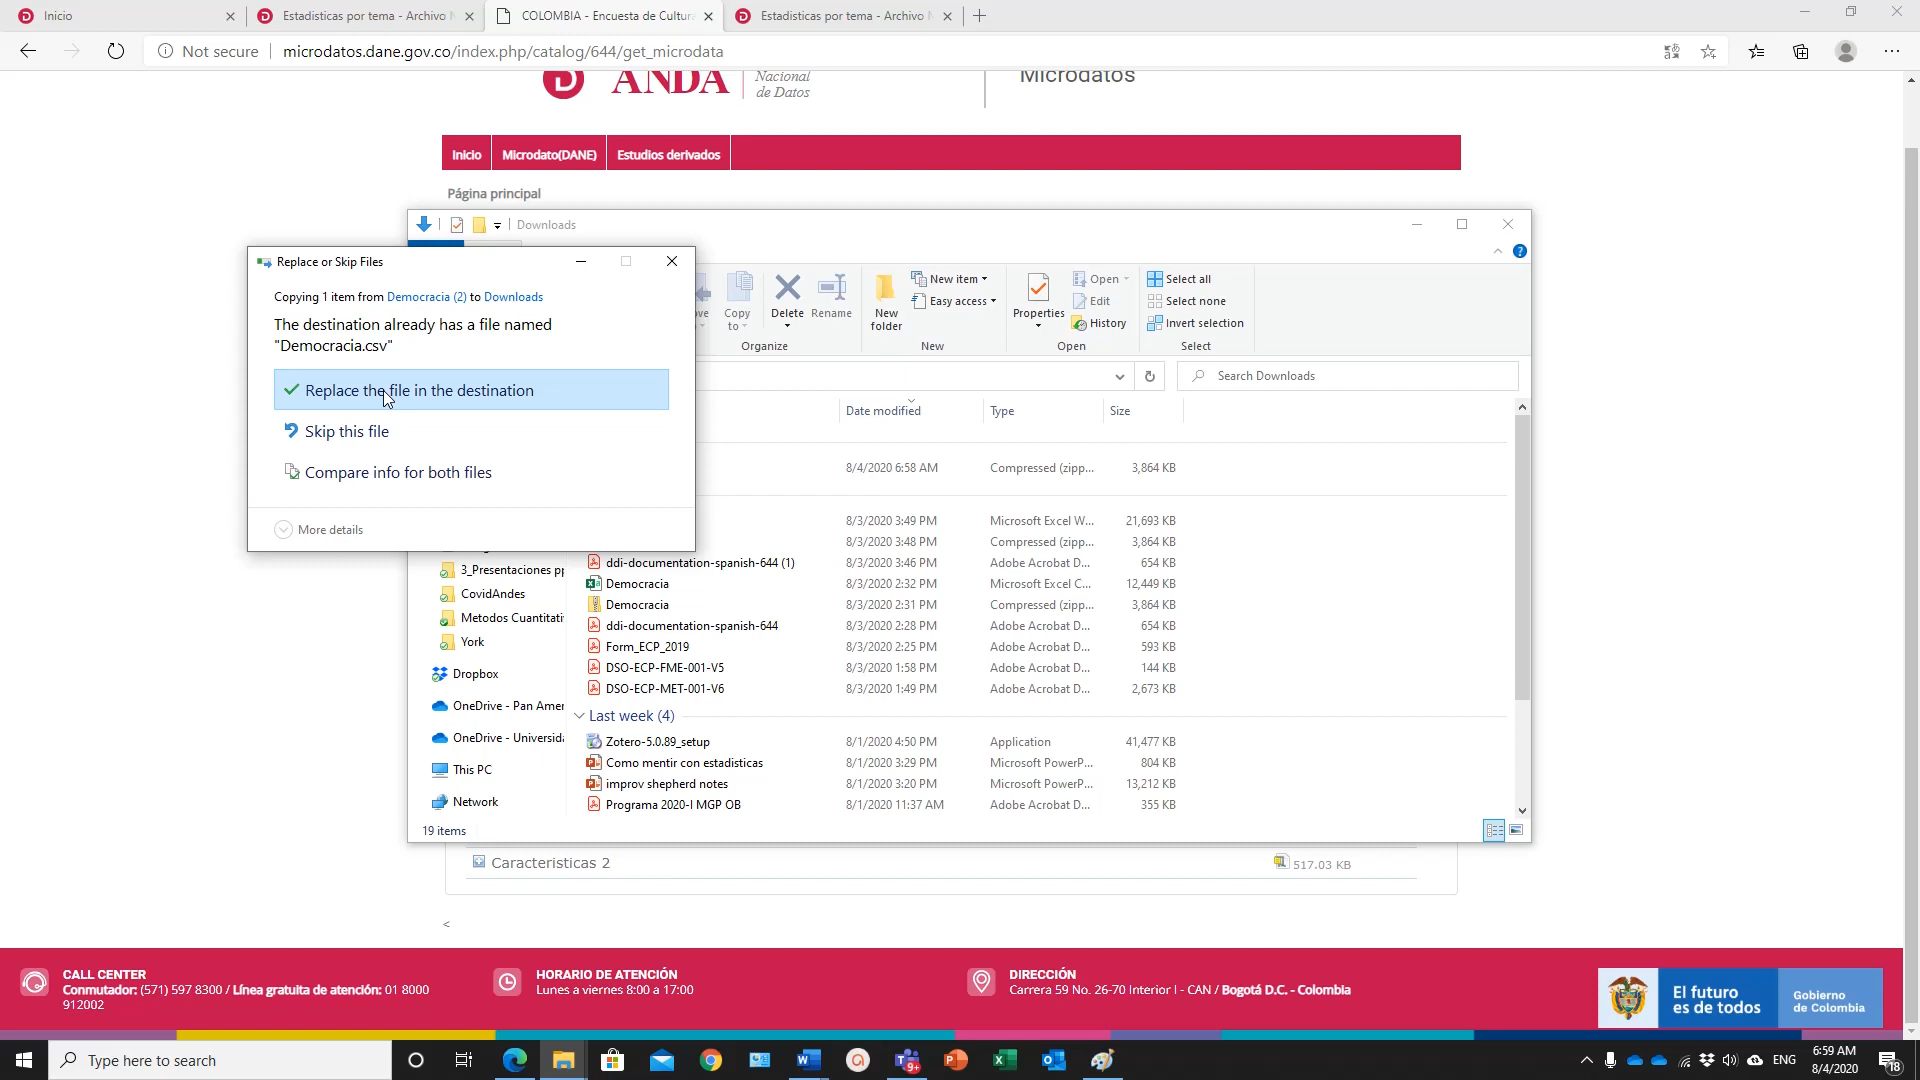 Inicio
Estadisticas por tema - Archivo
COLOMBIA - Encuesta de Cultura
Estadisticas por tema - Archivo
Not secure
microdatos.dane.gov.co/index.php/catalog/644/get_microdata
ANDA
Nacional
de Datos
Microdatos
Inicio
Microdato(DANE)
Estudios derivados
Página principal
Downloads
Replace or Skip Files
Copying 1 item from Democracia (2) to Downloads
The destination already has a file named
"Democracia.csv"
Replace the file in the destination
Skip this file
Compare info for both files
More details
Copy
to
Delete
Rename
Organize
New
folder
New item
Easy access
New
Properties
Open
Edit
History
Open
Select all
Select none
Invert selection
Select
Search Downloads
Date modified
Type
Size
8/4/2020 6:58 AM Compressed (zipp... 3,864 KB
8/3/2020 3:49 PM Microsoft Excel W... 21,693 KB
8/3/2020 3:48 PM Compressed (zipp... 3,864 KB
ddi-documentation-spanish-644 (1) 8/3/2020 3:46 PM Adobe Acrobat D... 654 KB
Democracia 8/3/2020 2:32 PM Microsoft Excel C... 12,449 KB
Democracia 8/3/2020 2:31 PM Compressed (zipp... 3,864 KB
ddi-documentation-spanish-644 8/3/2020 2:28 PM Adobe Acrobat D... 654 KB
Form_ECP_2019 8/3/2020 2:25 PM Adobe Acrobat D... 593 KB
DSO-ECP-FME-001-V5 8/3/2020 1:58 PM Adobe Acrobat D... 144 KB
DSO-ECP-MET-001-V6 8/3/2020 1:49 PM Adobe Acrobat D... 2,673 KB
Last week (4)
Zotero-5.0.89_setup 8/1/2020 4:50 PM Application 41,477 KB
Como mentir con estadisticas 8/1/2020 3:29 PM Microsoft PowerP... 804 KB
improv shepherd notes 8/1/2020 3:20 PM Microsoft PowerP... 13,212 KB
Programa 2020-I MGP OB 8/1/2020 11:37 AM Adobe Acrobat D... 355 KB
3_Presentaciones pp
CovidAndes
Metodos Cuantitati
York
Dropbox
OneDrive - Pan Amer
OneDrive - Universida
This PC
Network
19 items
Caracteristicas 2
517.03 KB
<
CALL CENTER
Conmutador: (571) 597 8300 / Línea gratuita de atención: 01 8000
912002
HORARIO DE ATENCIÓN
Lunes a viernes 8:00 a 17:00
DIRECCIÓN
Carrera 59 No. 26-70 Interior I - CAN / Bogotá D.C. - Colombia
El futuro
es de todos
Gobierno
de Colombia
Type here to search
9+
ENG
6:59 AM
8/4/2020
18